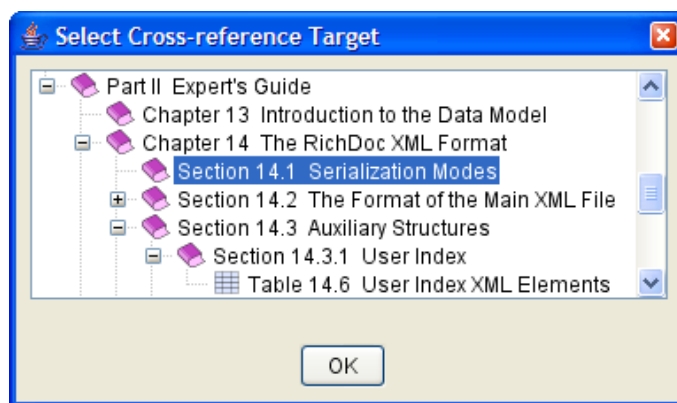 Select Cross-reference Target
Part II Expert's Guide
Chapter 13 Introduction to the Data Model
Chapter 14 The RichDoc XML Format
Section 14.1 Serialization Modes
Section 14.2 The Format of the Main XML File
Section 14.3 Auxiliary Structures
Section 14.3.1 User Index
Table 14.6 User Index XML Elements
OK